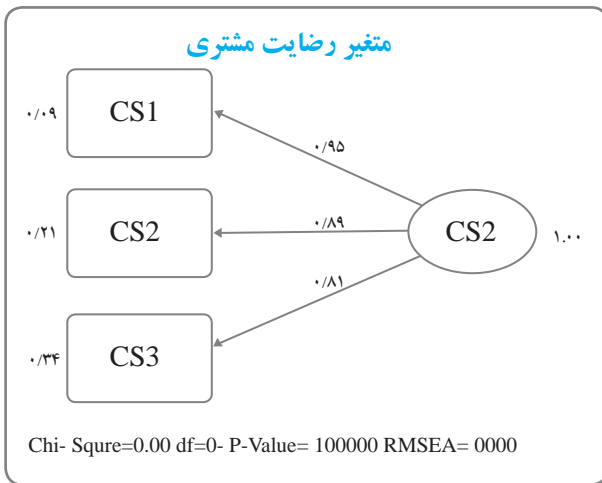 متغیر رضایت مشتری
۰/۰۹ CS1
۰/۹۵
۰/۲۱ CS2 ۰/۸۹ CS2 ۱.۰۰
۰/۸۱
۰/۳۴ CS3
Chi- Squre=0.00 df=0- P-Value= 100000 RMSEA= 0000